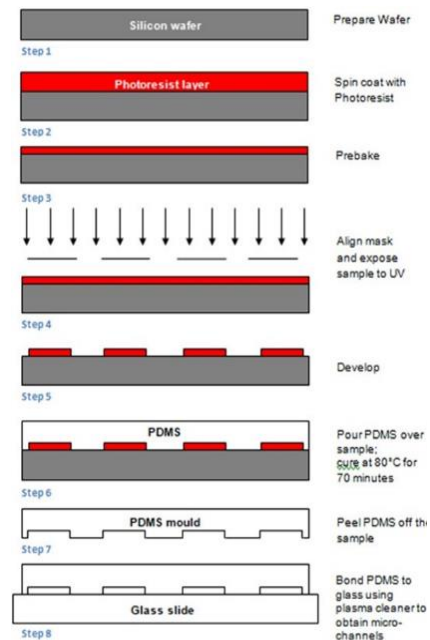 Silicon wafer
Prepare Wafer
Step 1
Photoresist layer
Spin coat with
Photoresist
Step 2
Prebake
Step 3
Align mask
and expose
sample to UV
Step 4
Develop
Step 5
PDMS
Pour PDMS over
sample;
cure at 80°C for
70 minutes
Step 6
PDMS mould
Peel PDMS off the
sample
Step 7
Bond PDMS to
glass using
plasma cleaner to
obtain micro-
channels
Glass slide
Step 8